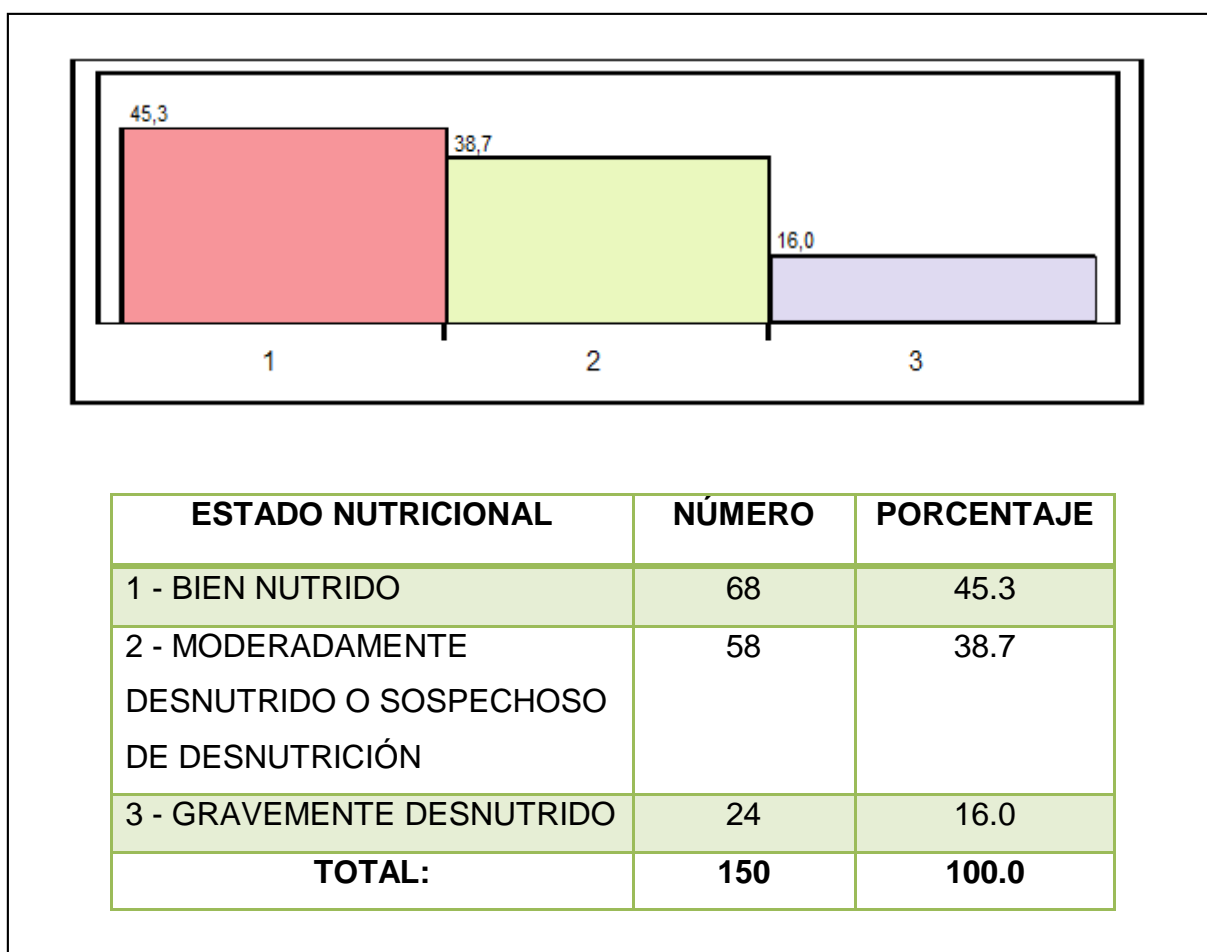 45,3
38,7
16,0
1 2 3
ESTADO NUTRICIONAL NÚMERO PORCENTAJE
1 - BIEN NUTRIDO 68 45.3
2 - MODERADAMENTE 58 38.7
DESNUTRIDO O SOSPECHOSO
DE DESNUTRICIÓN
3 - GRAVEMENTE DESNUTRIDO 24 16.0
TOTAL: 150 100.0